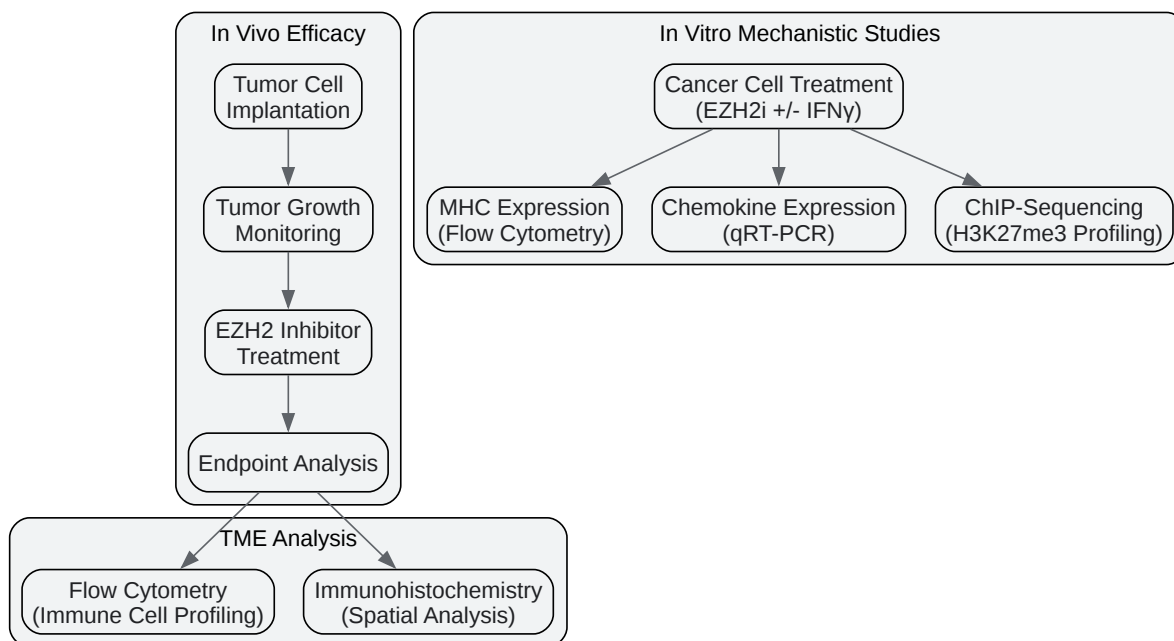 In Vivo Efficacy
Tumor Cell
Implantation
Tumor Growth
Monitoring
EZH2 Inhibitor
Treatment
Endpoint Analysis
In Vitro Mechanistic Studies
Cancer Cell Treatment
(EZH2i +/- IFNγ)
MHC Expression
(Flow Cytometry)
Chemokine Expression
(qRT-PCR)
ChIP-Sequencing
(H3K27me3 Profiling)
TME Analysis
Flow Cytometry
(Immune Cell Profiling)
Immunohistochemistry
(Spatial Analysis)